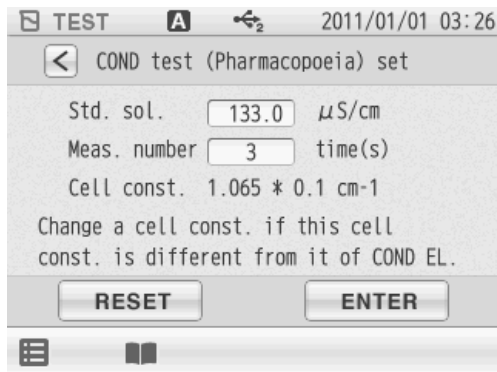 TEST A 2 2011/01/01 03:26
< COND test (Pharmacopoeia) set
Std. sol. 133.0 μS/cm
Meas. number 3 time(s)
Cell const. 1.065 * 0.1 cm-1
Change a cell const. if this cell
const. is different from it of COND EL.
RESET ENTER